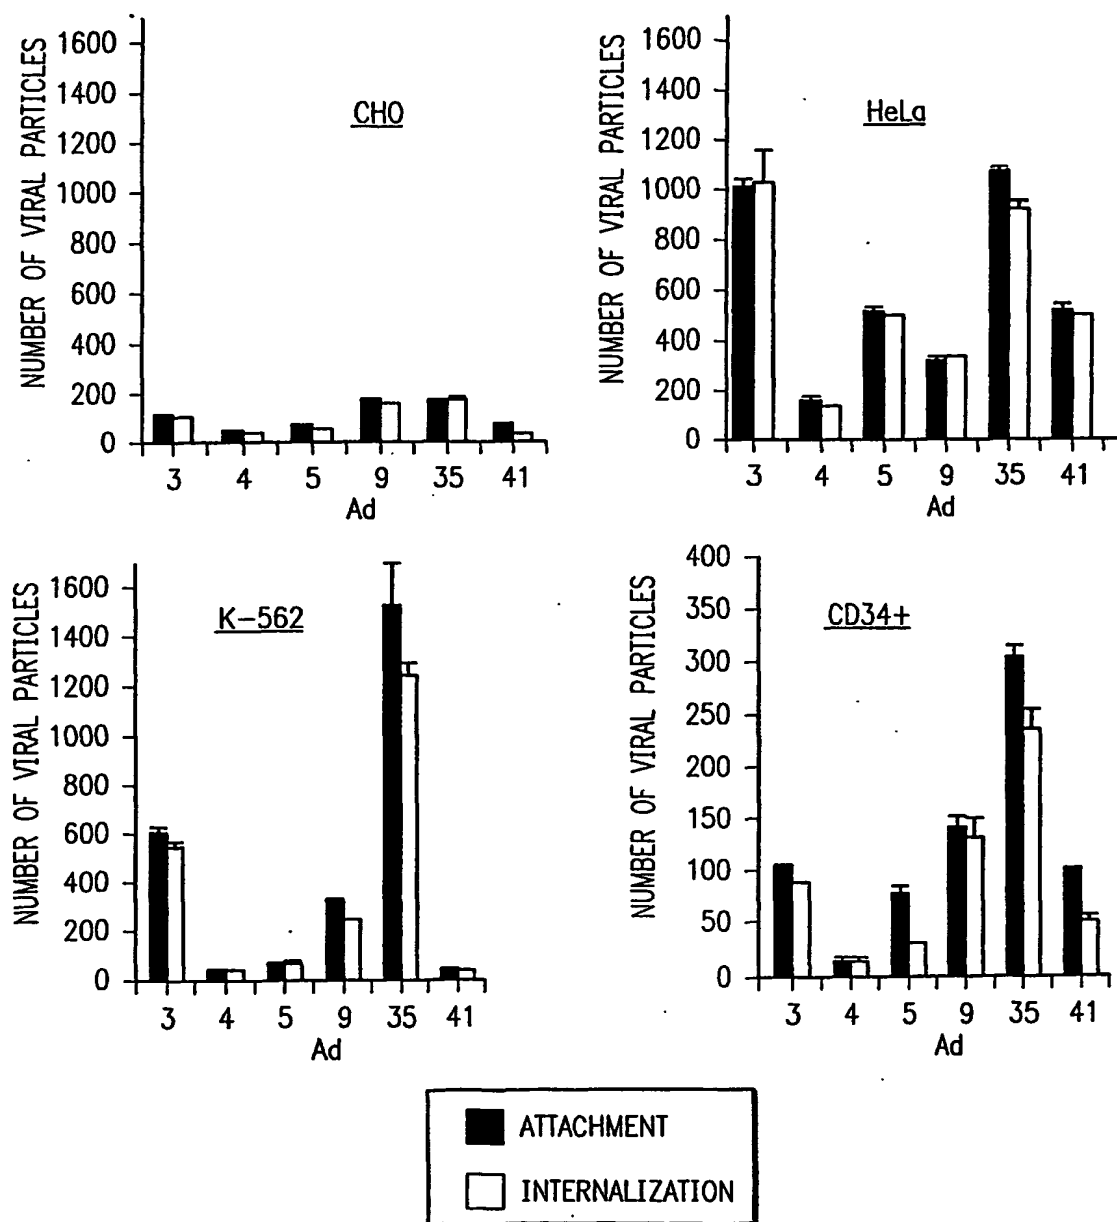 NUMBER OF VIRAL PARTICLES
1600
1400
1200
1000
800
600
400
200
0
CHO
3 4 5 9 35 41
Ad
NUMBER OF VIRAL PARTICLES
1600
1400
1200
1000
800
600
400
200
0
HeLa
3 4 5 9 35 41
Ad
NUMBER OF VIRAL PARTICLES
1600
1400
1200
1000
800
600
400
200
0
K-562
3 4 5 9 35 41
Ad
NUMBER OF VIRAL PARTICLES
400
350
300
250
200
150
100
50
0
CD34+
3 4 5 9 35 41
Ad
ATTACHMENT
INTERNALIZATION